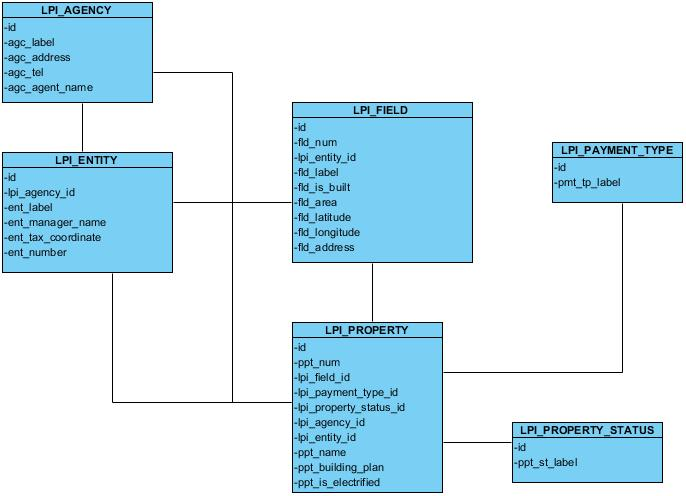 LPI_AGENCY
-id
-agc_label
-agc_address
-agc_tel
-agc_agent_name
LPI_ENTITY
-id
-lpi_agency_id
-ent_label
-ent_manager_name
-ent_tax_coordinate
-ent_number
LPI_FIELD
-id
-fld_num
-lpi_entity_id
-fld_label
-fld_is_built
-fld_area
-fld_latitude
-fld_longitude
-fld_address
LPI_PAYMENT_TYPE
-id
-pmt_tp_label
LPI_PROPERTY
-id
-ppt_num
-lpi_field_id
-lpi_payment_type_id
-lpi_property_status_id
-lpi_agency_id
-lpi_entity_id
-ppt_name
-ppt_building_plan
-ppt_is_electrified
LPI_PROPERTY_STATUS
-id
-ppt_st_label